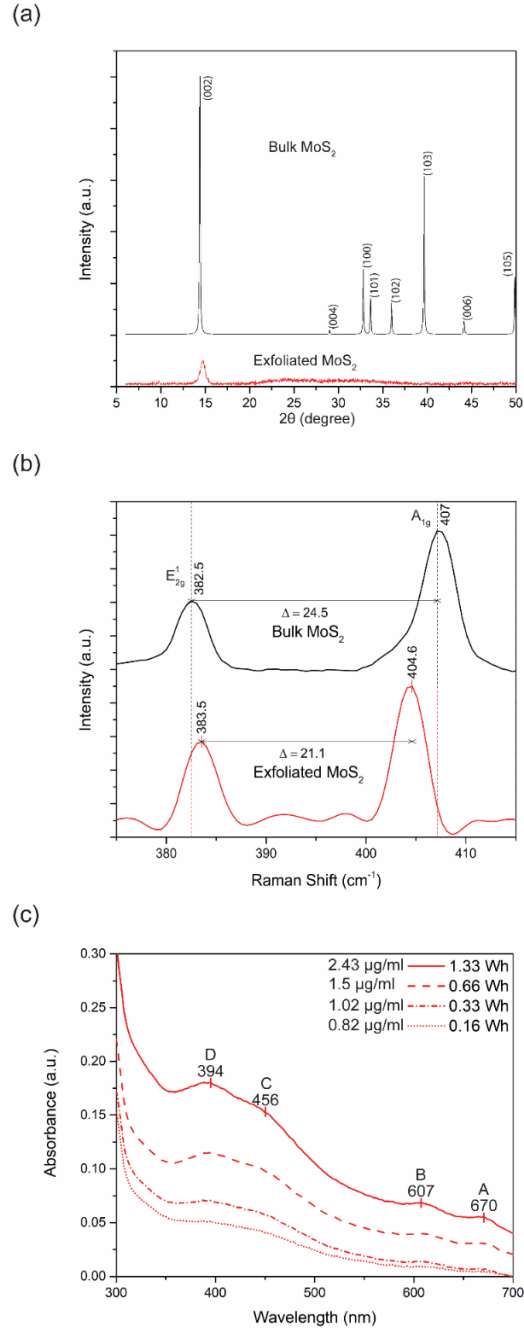 (a)
(002)
Bulk MoS₂
(004)
(100)
(101)
(102)
(103)
(006)
(105)
Exfoliated MoS₂
Intensity (a.u.)
5 10 15 20 25 30 35 40 45 50
2θ (degree)
(b)
E¹₂g
382.5
A₁g
407
Δ = 24.5
Bulk MoS₂
383.5
404.6
Δ = 21.1
Exfoliated MoS₂
Intensity (a.u.)
380 390 400 410
Raman Shift (cm⁻¹)
(c)
0.30
0.25
0.20
0.15
0.10
0.05
0.00
Absorbance (a.u.)
2.43 µg/ml 1.33 Wh
1.5 µg/ml 0.66 Wh
1.02 µg/ml 0.33 Wh
0.82 µg/ml 0.16 Wh
D
394
C
456
B
607
A
670
300 400 500 600 700
Wavelength (nm)